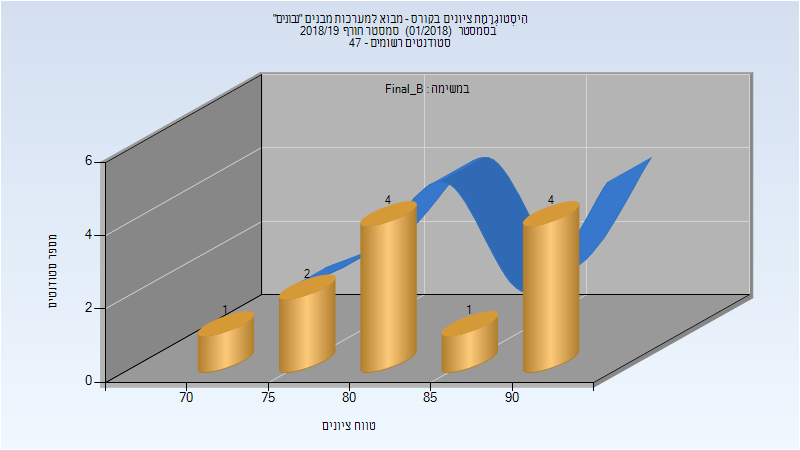 היסטוגרמת ציונים בקורס - מבוא למערכות מבנים "נבונים"
בסמסטר (01/2018) סמסטר חורף 2018/19
סטודנטים רשומים - 47
במשימה : Final_B
6
4
2
0
4
4
2
1
1
מספר סטודנטים
70
75
80
85
90
טווח ציונים